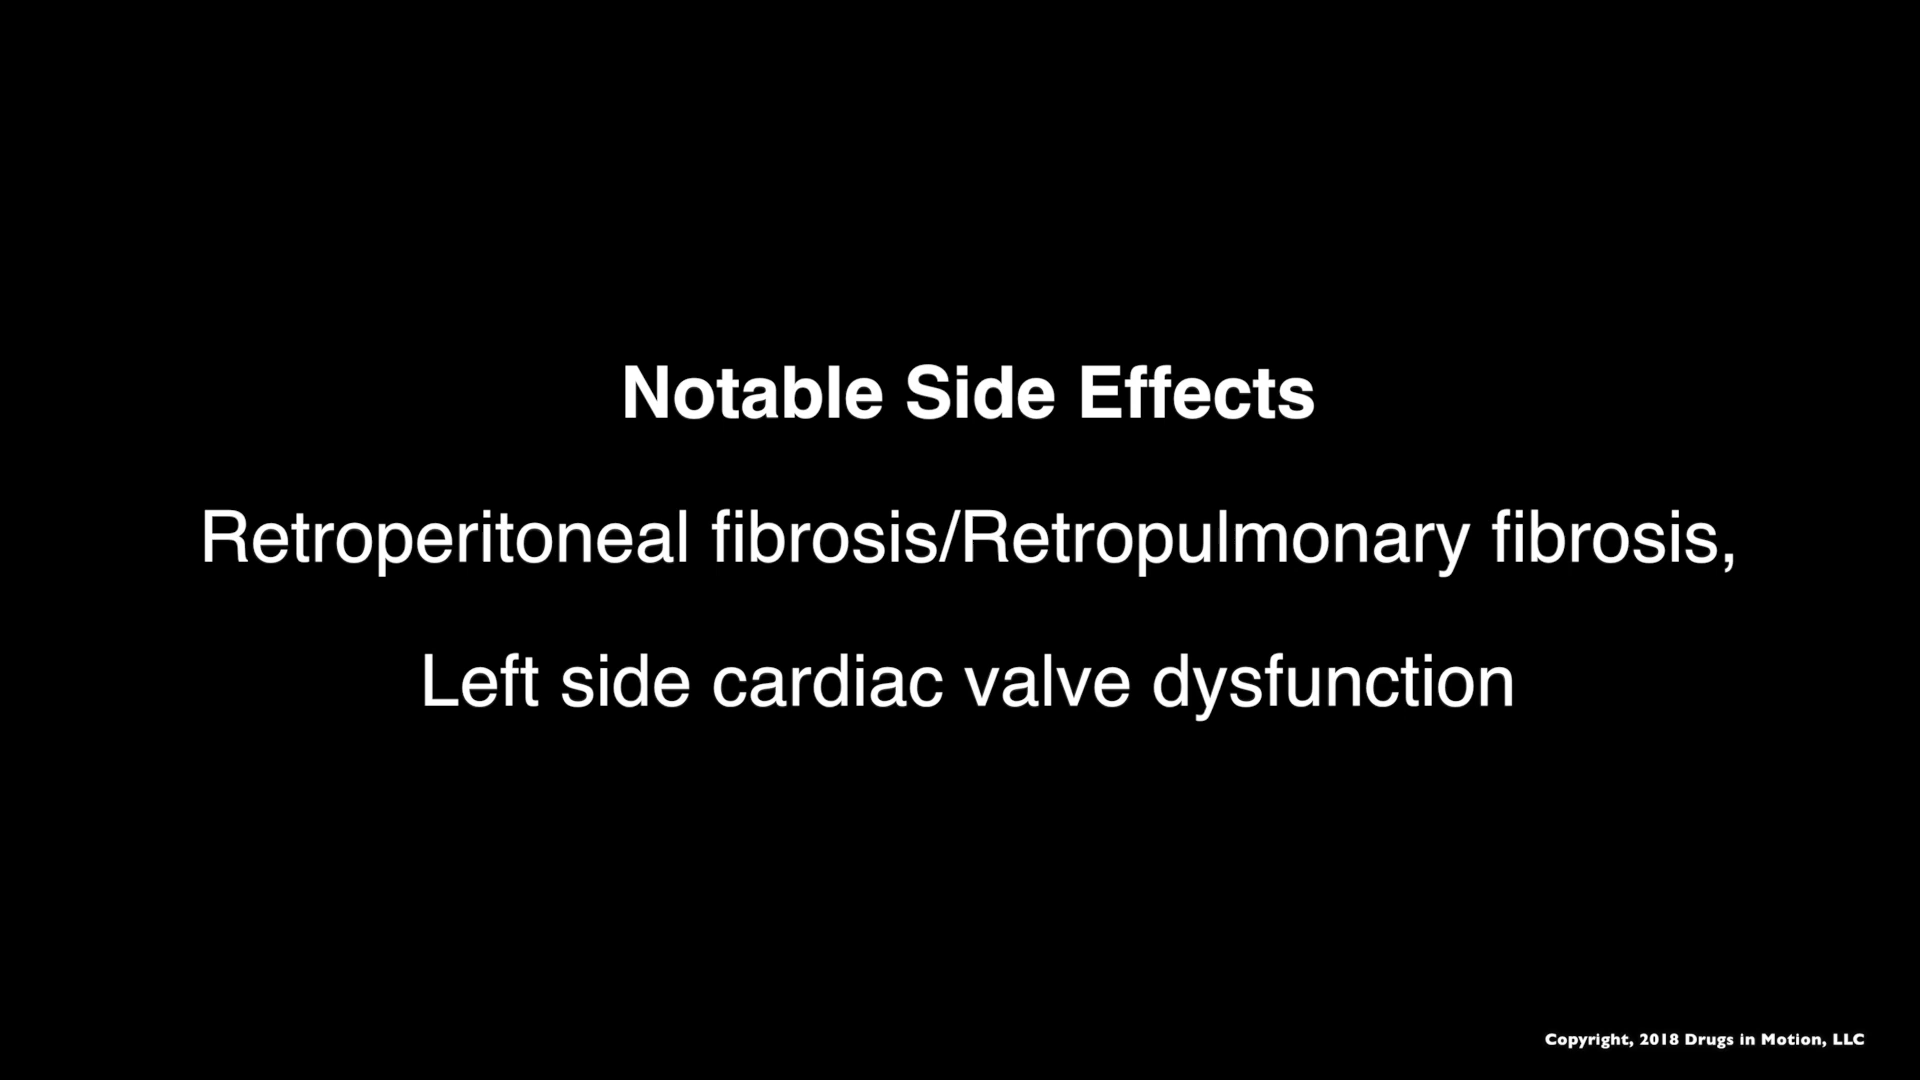 Notable Side Effects
Retroperitoneal fibrosis/Retropulmonary fibrosis,
Left side cardiac valve dysfunction
Copyright, 2018 Drugs in Motion, LLC